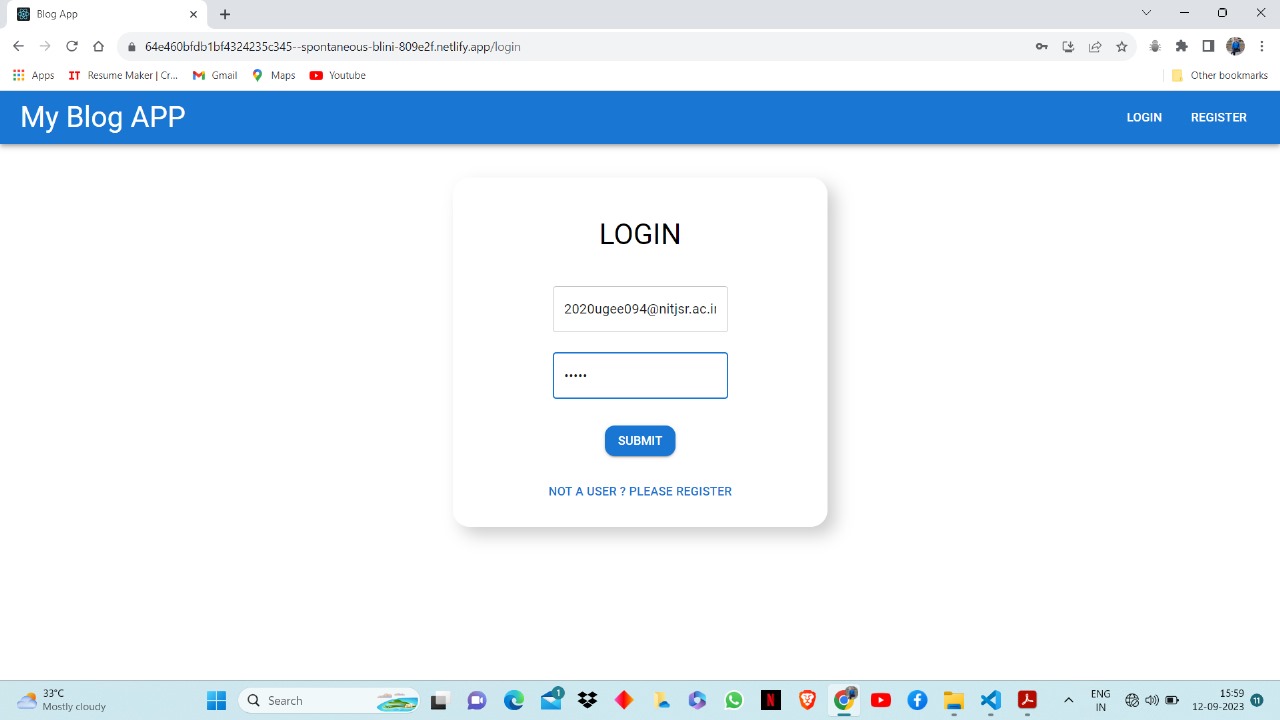 Blog App
64e460bfdb1bf4324235c345--spontaneous-blini-809e2f.netlify.app/login
Apps
IT Resume Maker | Cr...
Gmail
Maps
Youtube
Other bookmarks
My Blog APP
LOGIN
REGISTER
LOGIN
2020ugee094@nitjsr.ac.i
•••••
SUBMIT
NOT A USER ? PLEASE REGISTER
33°C
Mostly cloudy
Search
1
N
f
ENG
IN
15:59
12-09-2023
11